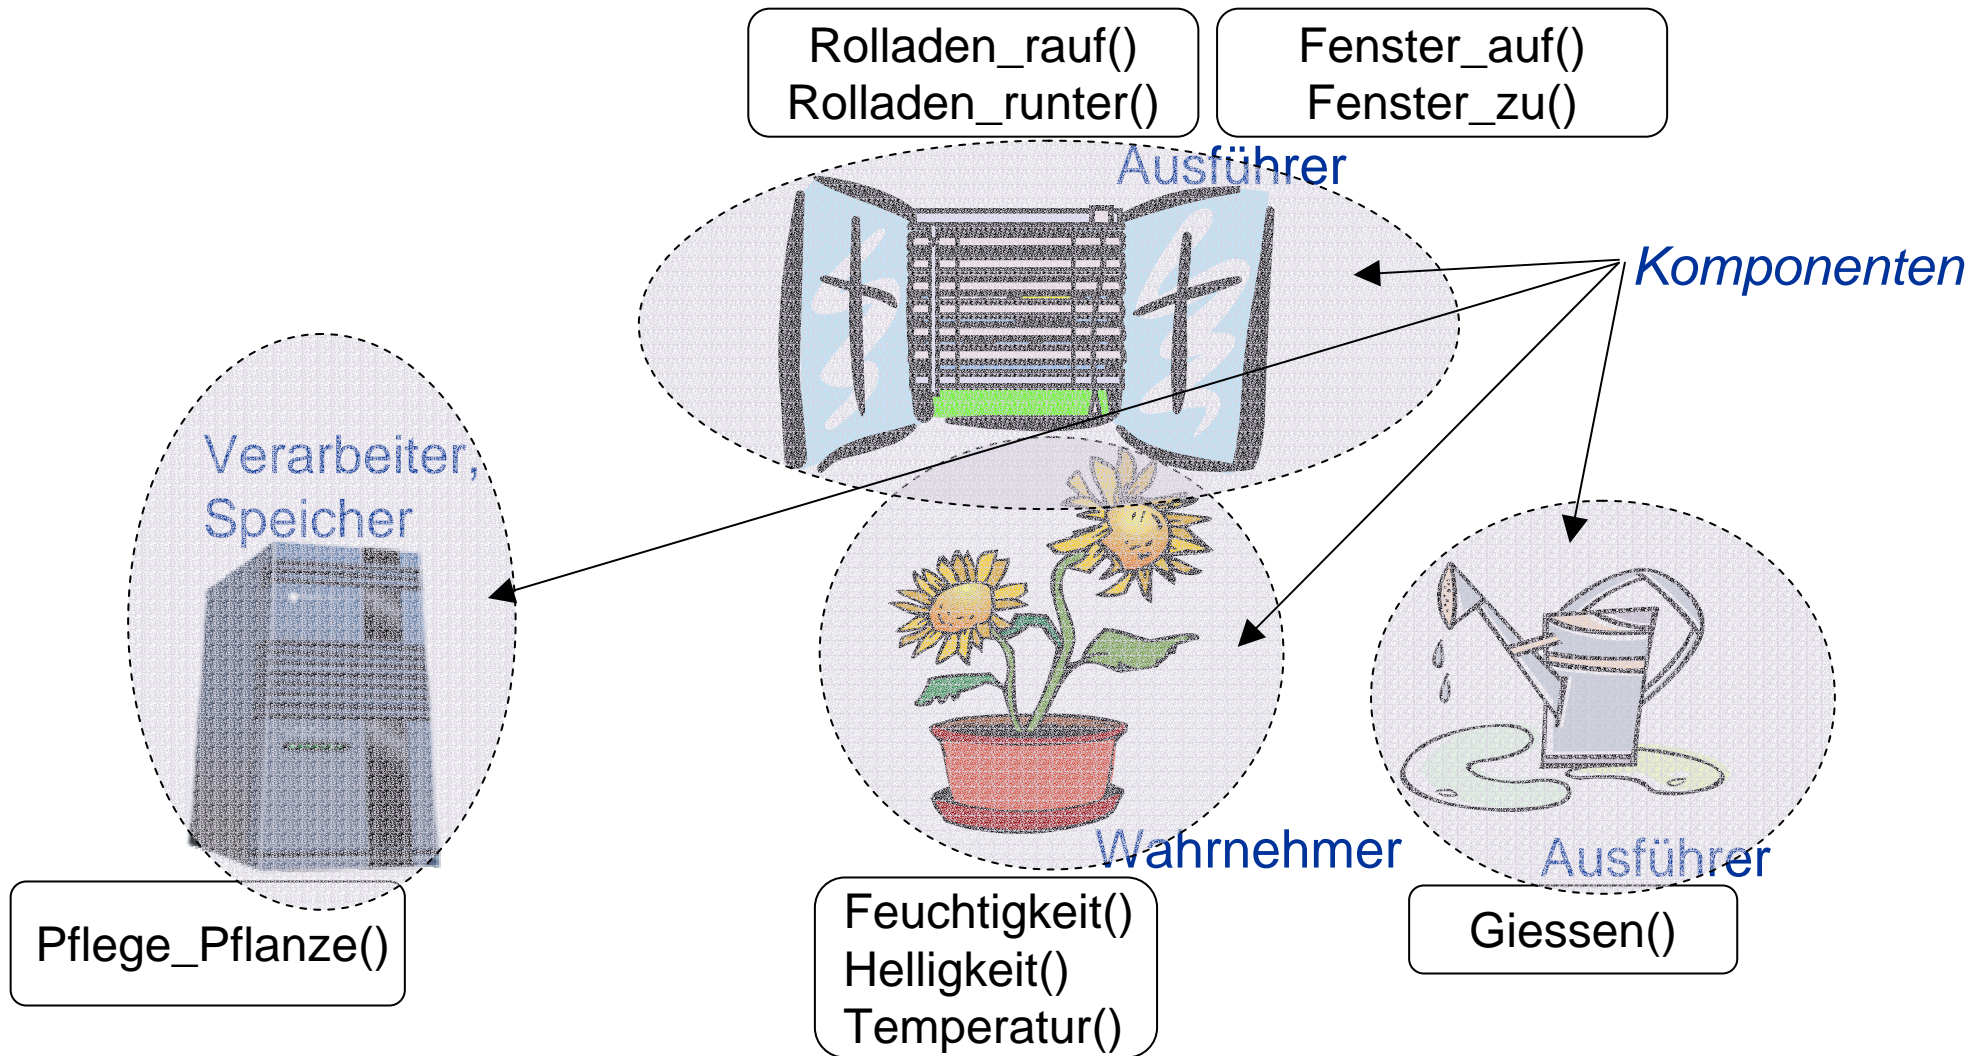 Rolladen_rauf()
Rolladen_runter()
Fenster_auf()
Fenster_zu()
Ausführer
Komponenten
Verarbeiter,
Speicher
Wahrnehmer
Ausführer
Pflege_Pflanze()
Feuchtigkeit()
Helligkeit()
Temperatur()
Giessen()